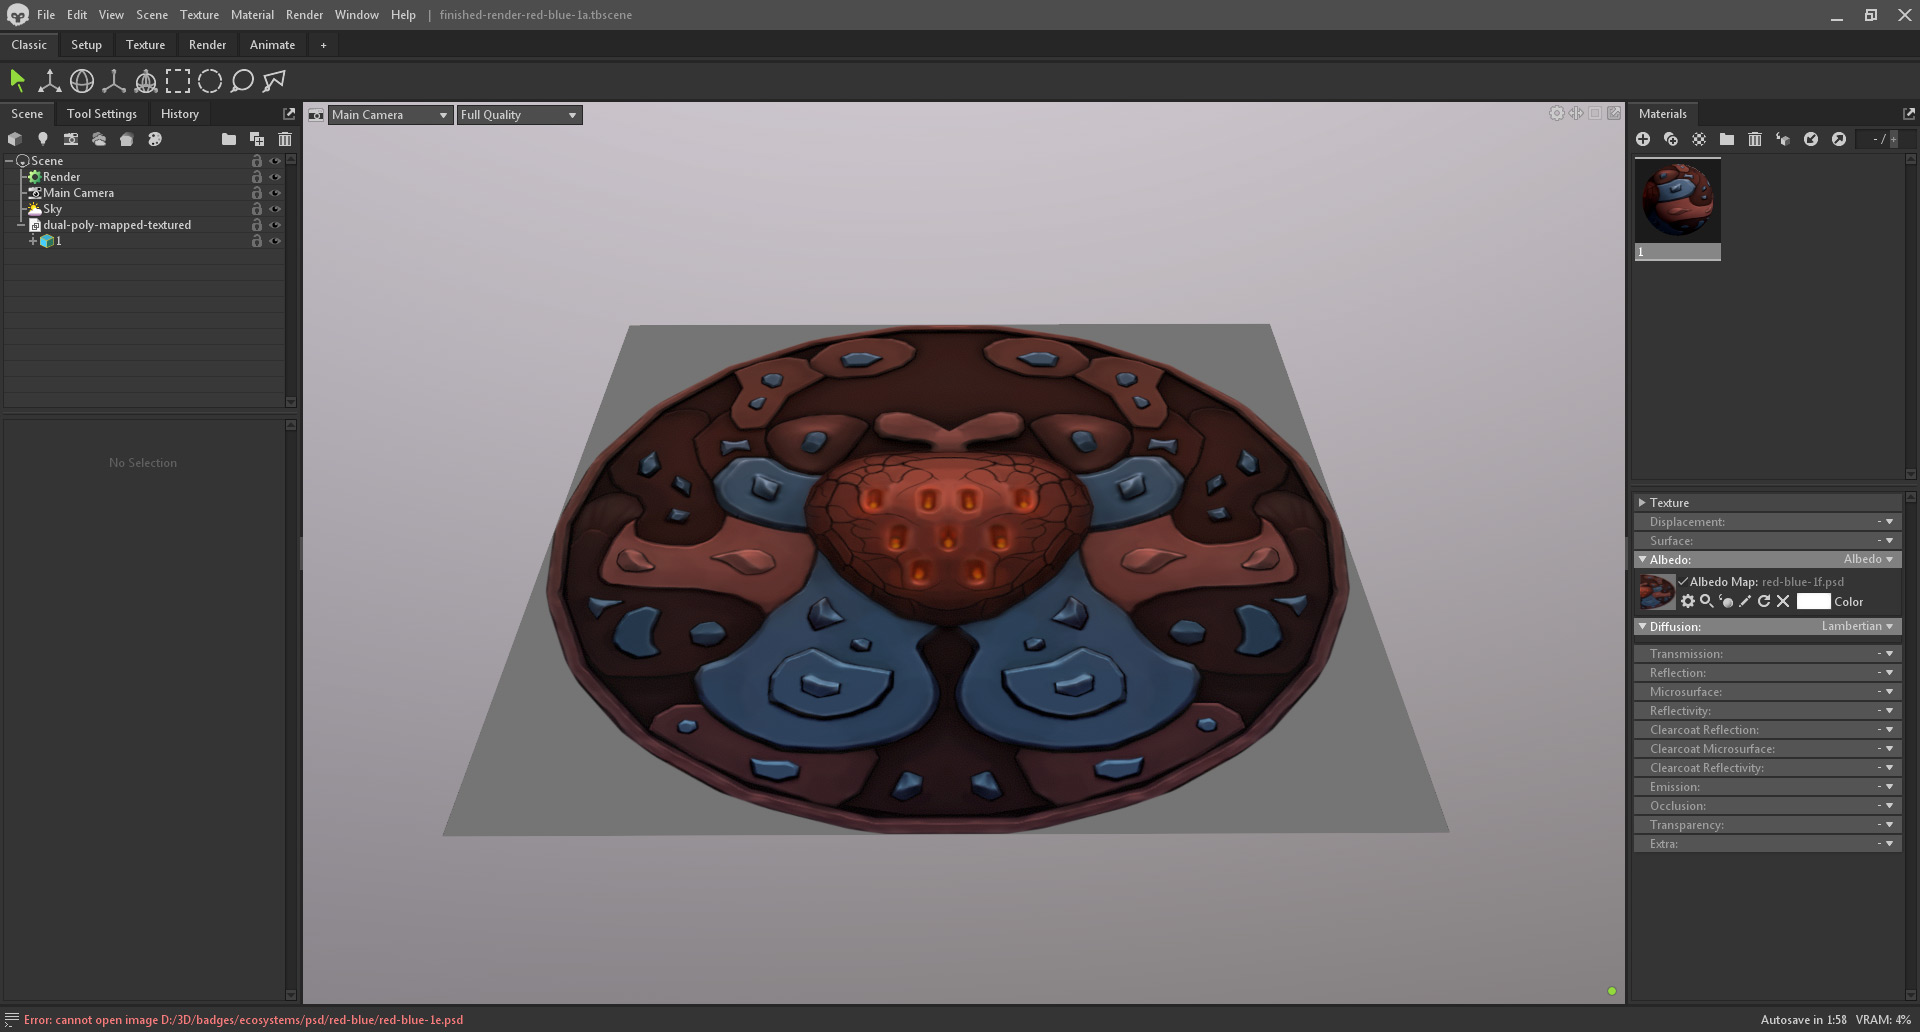 File Edit View Scene Texture Material Render Window Help | finished-render-red-blue-1a.tbscene
Classic Setup Texture Render Animate +
Scene Tool Settings History
Main Camera Full Quality
Materials
- /
Scene
Render
Main Camera
Sky
dual-poly-mapped-textured
1
No Selection
1
Texture
Displacement: -
Surface: -
Albedo: Albedo
Albedo Map: red-blue-1f.psd
Color
Diffusion: Lambertian
Transmission: -
Reflection: -
Microsurface: -
Reflectivity: -
Clearcoat Reflection: -
Clearcoat Microsurface: -
Clearcoat Reflectivity: -
Emission: -
Occlusion: -
Transparency: -
Extra: -
Error: cannot open image D:/3D/badges/ecosystems/psd/red-blue/red-blue-1e.psd
Autosave in 1:58 VRAM: 4%